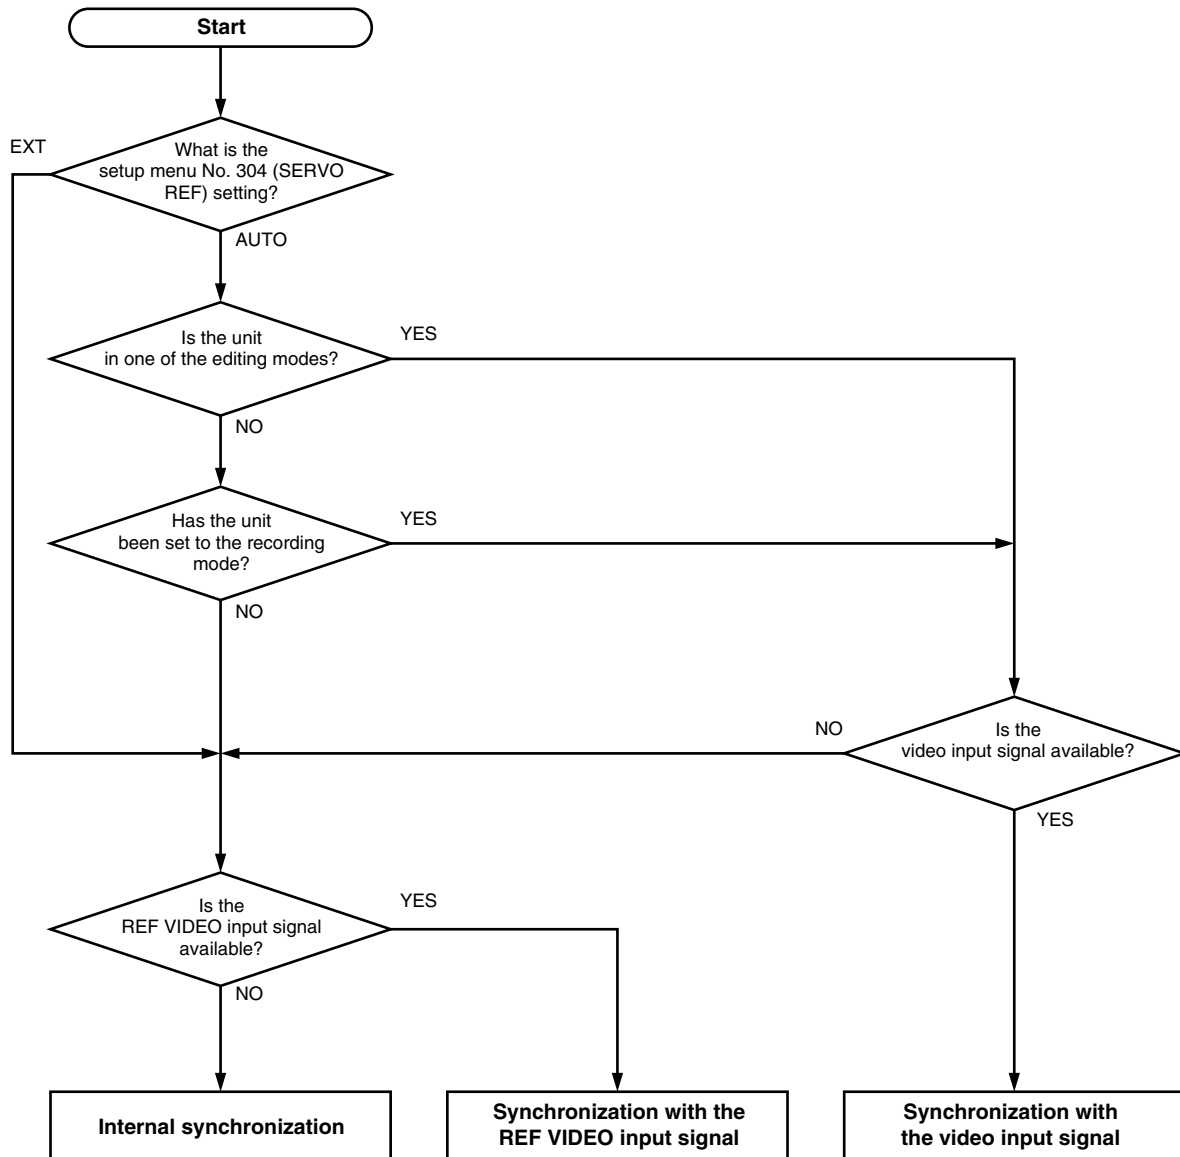 Start
EXT
What is the
setup menu No. 304 (SERVO
REF) setting?
AUTO
Is the unit
in one of the editing modes?
YES
NO
Has the unit
been set to the recording
mode?
YES
NO
Is the
video input signal available?
NO
YES
Is the
REF VIDEO input signal
available?
YES
NO
Internal synchronization
Synchronization with the
REF VIDEO input signal
Synchronization with
the video input signal